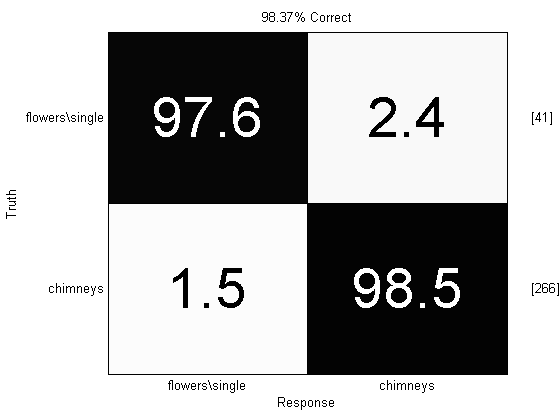 98.37% Correct
flowers\single
97.6
2.4
[41]
Truth
chimneys
1.5
98.5
[266]
flowers\single
chimneys
Response